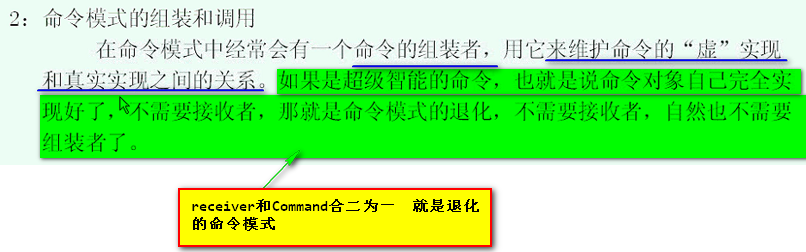 2：命令模式的组装和调用
在命令模式中经常会有一个命令的组装者，用它来维护命令的“虚”实现
和真实实现之间的关系。如果是超级智能的命令，也就是说命令对象自己完全实
现好了，不需要接收者，那就是命令模式的退化，不需要接收者，自然也不需要
组装者了。
receiver和Command合二为一 就是退化
的命令模式